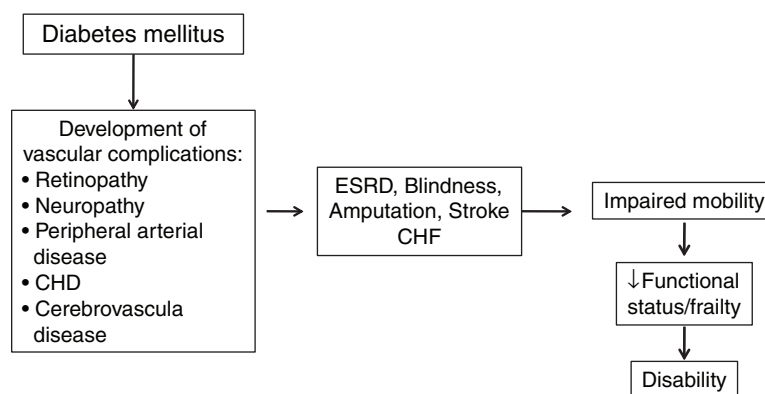 Diabetes mellitus
Development of
vascular complications:
• Retinopathy
• Neuropathy
• Peripheral arterial
disease
• CHD
• Cerebrovascula
disease
ESRD, Blindness,
Amputation, Stroke
CHF
Impaired mobility
↓Functional
status/frailty
Disability